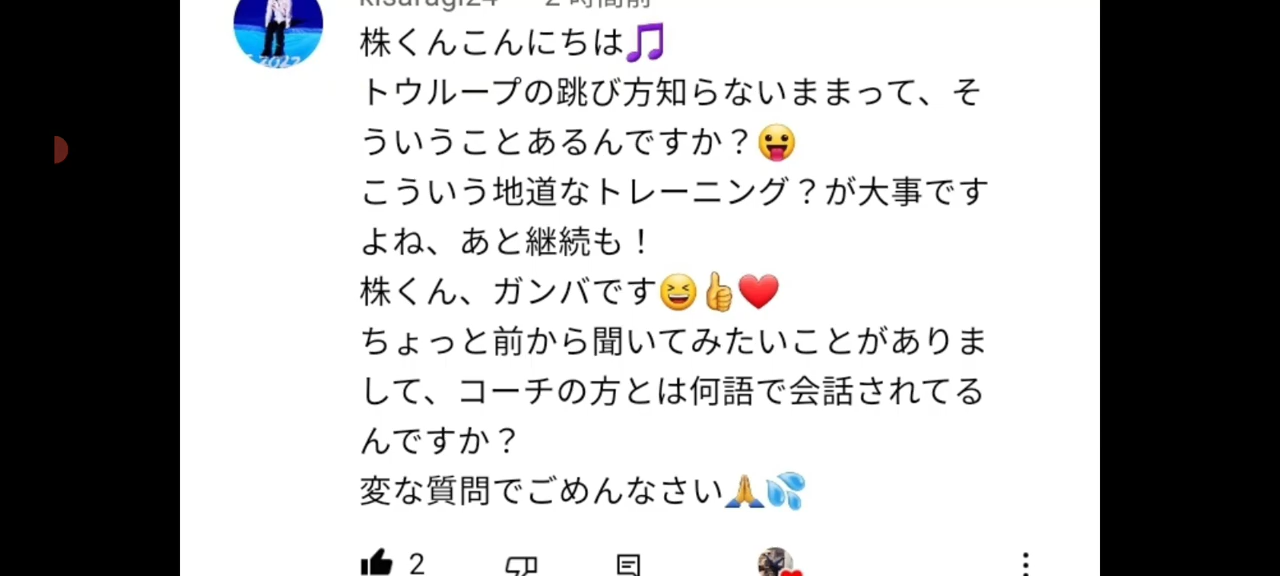 株くんこんにちは🎵
トウループの跳び方知らないままって、そ
ういうことあるんですか？😛
こういう地道なトレーニング？が大事です
よね、あと継続も！
株くん、ガンバです😆👍❤️
ちょっと前から聞いてみたいことがありま
して、コーチの方とは何語で会話されてる
んですか？
変な質問でごめんなさい🙏💦
2